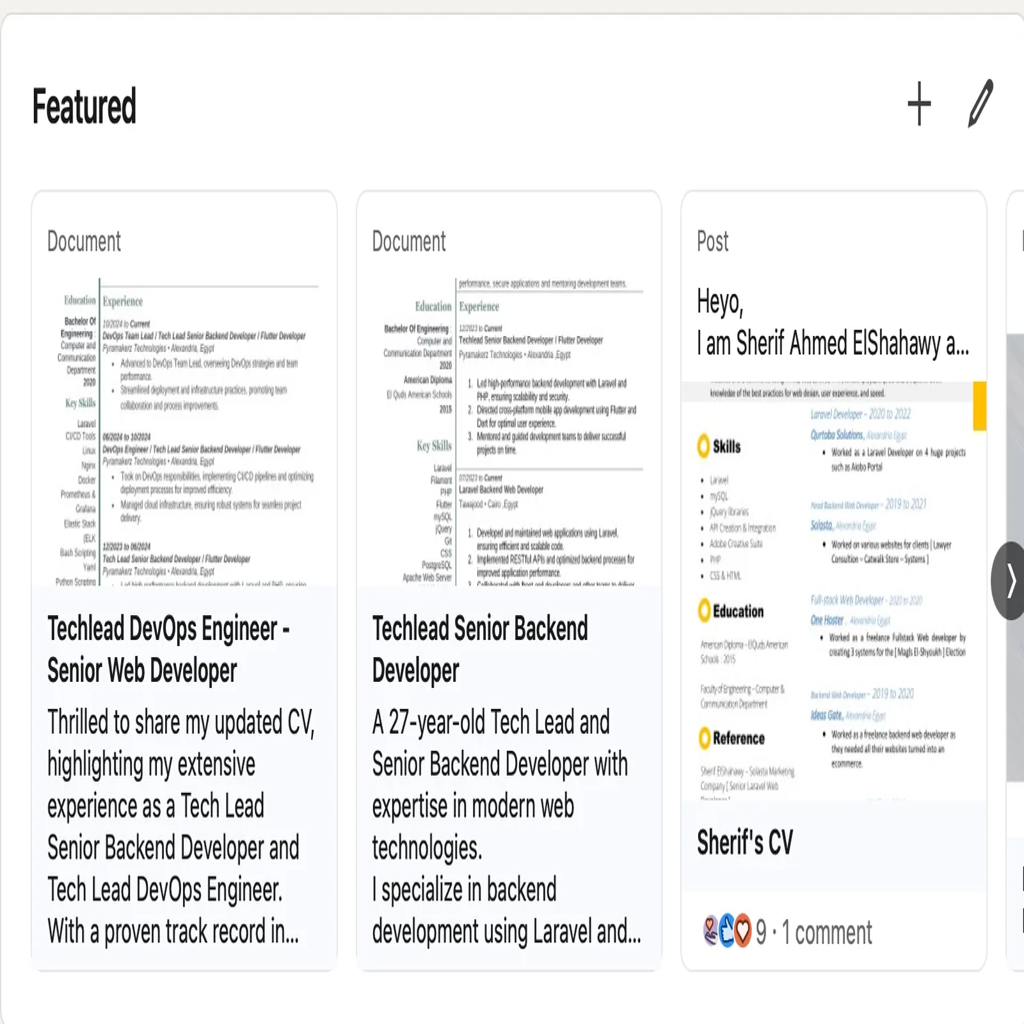 Featured
Document
Education
Bachelor Of
Engineering :
Computer and
Communication
Department
2020
Key Skills
Laravel
CI/CD Tools
Linux
Nginx
Docker
Prometheus &
Grafana
Elastic Stack
(ELK
Bash Scripting
Yaml
Python Scripting
Experience
10/2024 to Current
DevOps Team Lead / Tech Lead Senior Backend Developer / Flutter Developer
Pyramakerz Technologies • Alexandria, Egypt
• Advanced to DevOps Team Lead, overseeing DevOps strategies and team
performance.
• Streamlined deployment and infrastructure practices, promoting team
collaboration and process improvements.
06/2024 to 10/2024
DevOps Engineer / Tech Lead Senior Backend Developer / Flutter Developer
Pyramakerz Technologies • Alexandria, Egypt
• Took on DevOps responsibilities, implementing CI/CD pipelines and optimizing
deployment processes for improved efficiency.
• Managed cloud infrastructure, ensuring robust systems for seamless project
delivery.
12/2023 to 06/2024
Tech Lead Senior Backend Developer / Flutter Developer
Pyramakerz Technologies • Alexandria, Egypt
Techlead DevOps Engineer -
Senior Web Developer
Thrilled to share my updated CV,
highlighting my extensive
experience as a Tech Lead
Senior Backend Developer and
Tech Lead DevOps Engineer.
With a proven track record in...
Document
performance, secure applications and mentoring development teams.
Education
Bachelor Of Engineering :
Computer and
Communication Department
2020
American Diploma
El Quds American Schools
2015
Key Skills
Laravel
Filament
PHP
Flutter
mySQL
jQuery
Git
CSS
PostgreSQL
Apache Web Server
Experience
12/2023 to Current
Techlead Senior Backend Developer / Flutter Developer
Pyramakerz Technologies • Alexandria ,Egypt
1. Led high-performance backend development with Laravel and
PHP, ensuring scalability and security.
2. Directed cross-platform mobile app development using Flutter and
Dart for optimal user experience.
3. Mentored and guided development teams to deliver successful
projects on time.
07/2023 to Current
Laravel Backend Web Developer
Tawajood • Cairo ,Egypt
1. Developed and maintained web applications using Laravel,
ensuring efficient and scalable code.
2. Implemented RESTful APIs and optimized backend processes for
improved application performance.
3. Collaborated with front end developers and other teams to deliver
Techlead Senior Backend
Developer
A 27-year-old Tech Lead and
Senior Backend Developer with
expertise in modern web
technologies.
I specialize in backend
development using Laravel and...
Post
Heyo,
I am Sherif Ahmed ElShahawy a...
knowledge of the best practices for web design, user experience, and speed.
Skills
• Laravel
• mySQL
• jQuery libraries
• API Creation & Integration
• Adobe Creative Suite
• PHP
• CSS & HTML
Education
American Diploma - ElQuds American
Schools : 2015
Faculty of Engineering – Computer &
Communication Department
Reference
Sherif ElShahawy – Solasta Marketing
Company [ Senior Laravel Web
Developer ]
Laravel Developer – 2020 to 2022
Qurtoba Solutions, Alexandria Egypt
• Worked as a Laravel Developer on 4 huge projects
such as Aiobo Portal
Head Backend Web Developer – 2019 to 2021
Solasta, Alexandria Egypt
• Worked on various websites for clients [ Lawyer
Consultion – Catwalk Store – Systems ]
Full-stack Web Developer - 2020 to 2020
One Hoster , Alexandria Egypt
• Worked as a freelance Fullstack Web developer by
creating 3 systems for the [ Magls El-Shyoukh ] Election
Backend Web Developer – 2019 to 2020
Ideas Gate, Alexandria Egypt
• Worked as a freelance backend web developer as
they needed all their websites turned into an
ecommerce.
Sherif's CV
9 · 1 comment